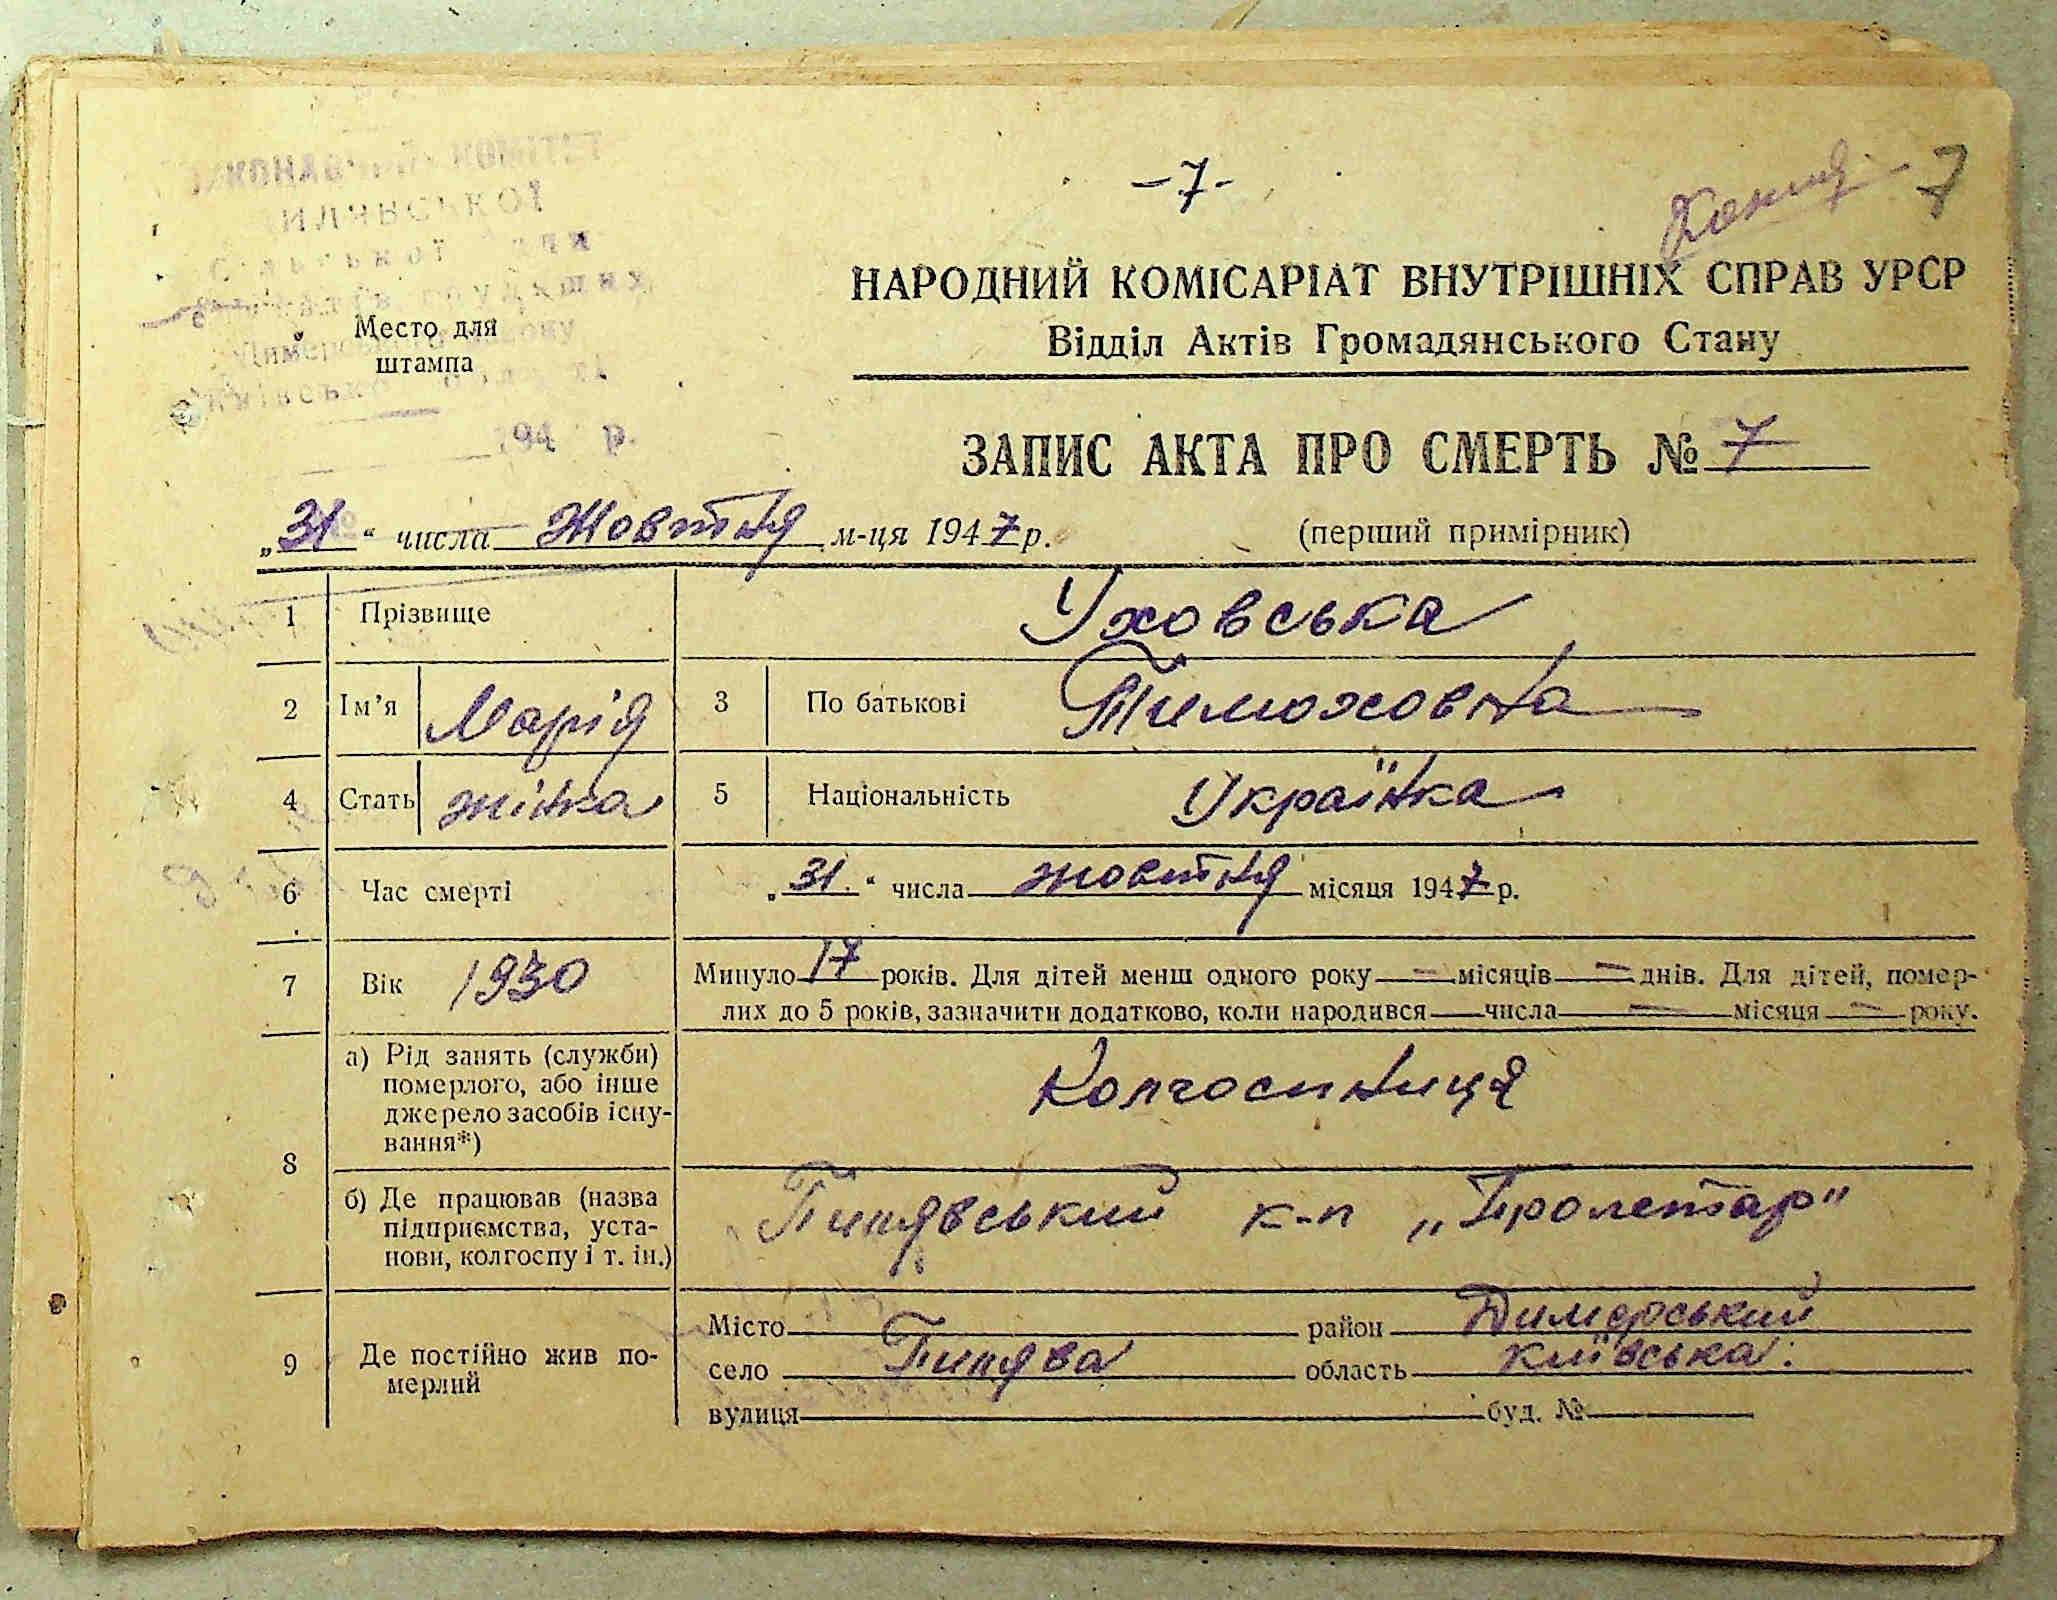 -7-
Копия 7
КОМІТЕТ
НАРОДНИЙ КОМІСАРІАТ ВНУТРІШНІХ СПРАВ УРСР
Відділ Актів Громадянського Стану
Место для
штампа
194 р.
ЗАПИС АКТА ПРО СМЕРТЬ № 7
„31“ числа Жовтня м-ця 1947 р. (перший примірник)
1 Прізвище Уховська
2 Ім'я Марія 3 По батькові Тимоховна
4 Стать жінка 5 Національність Українка
6 Час смерті „31.“ числа жовтня місяця 1947 р.
7 Вік 1930 Минуло 17 років. Для дітей менш одного року — місяців — днів. Для дітей, помер-
лих до 5 років, зазначити додатково, коли народився — числа — місяця — року.
8 а) Рід занять (служби)
померлого, або інше
джерело засобів існу-
вання*)
Колгоспниця
б) Де працював (назва
підприємства, уста-
нови, колгоспу і т. ін.)
к-п „Пролетар"
9 Де постійно жив по-
мерлий
Місто район Димерський
село область київська.
вулиця буд. №